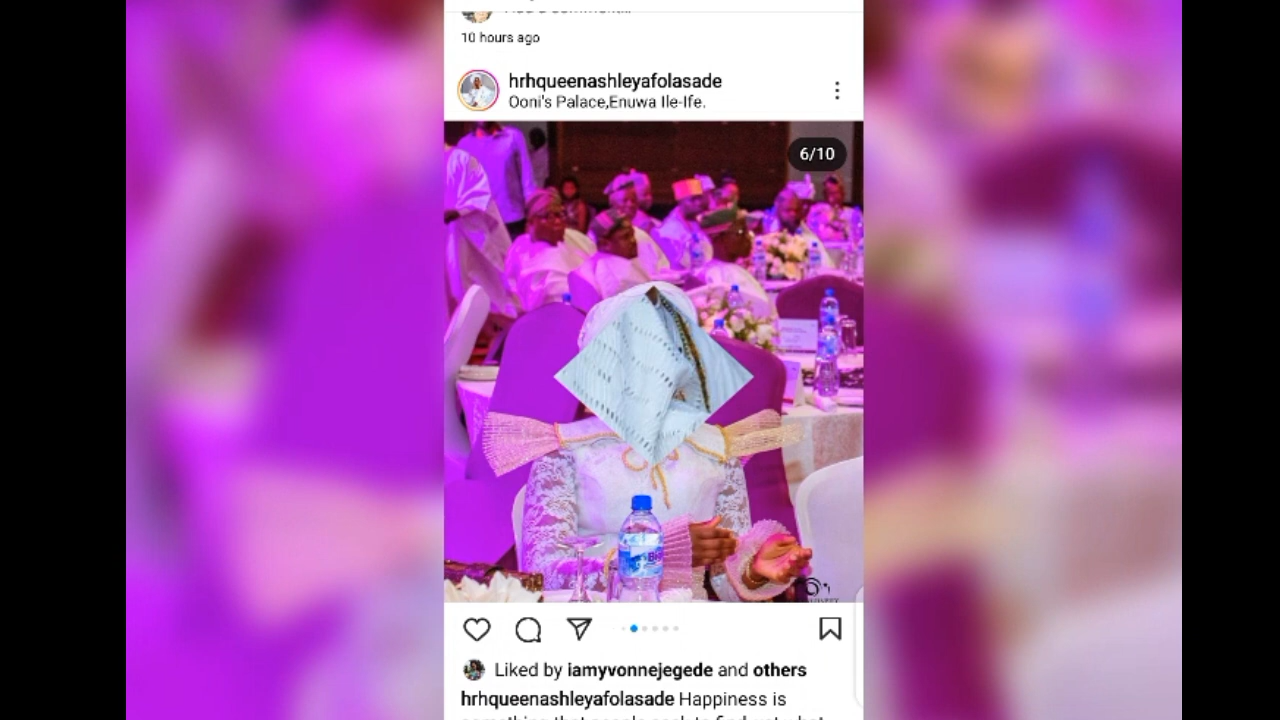 10 hours ago
hrhqueenashleyafolasade
Ooni's Palace,Enuwa Ile-Ife.
6/10
Liked by iamyvonnejegede and others
hrhqueenashleyafolasade Happiness is